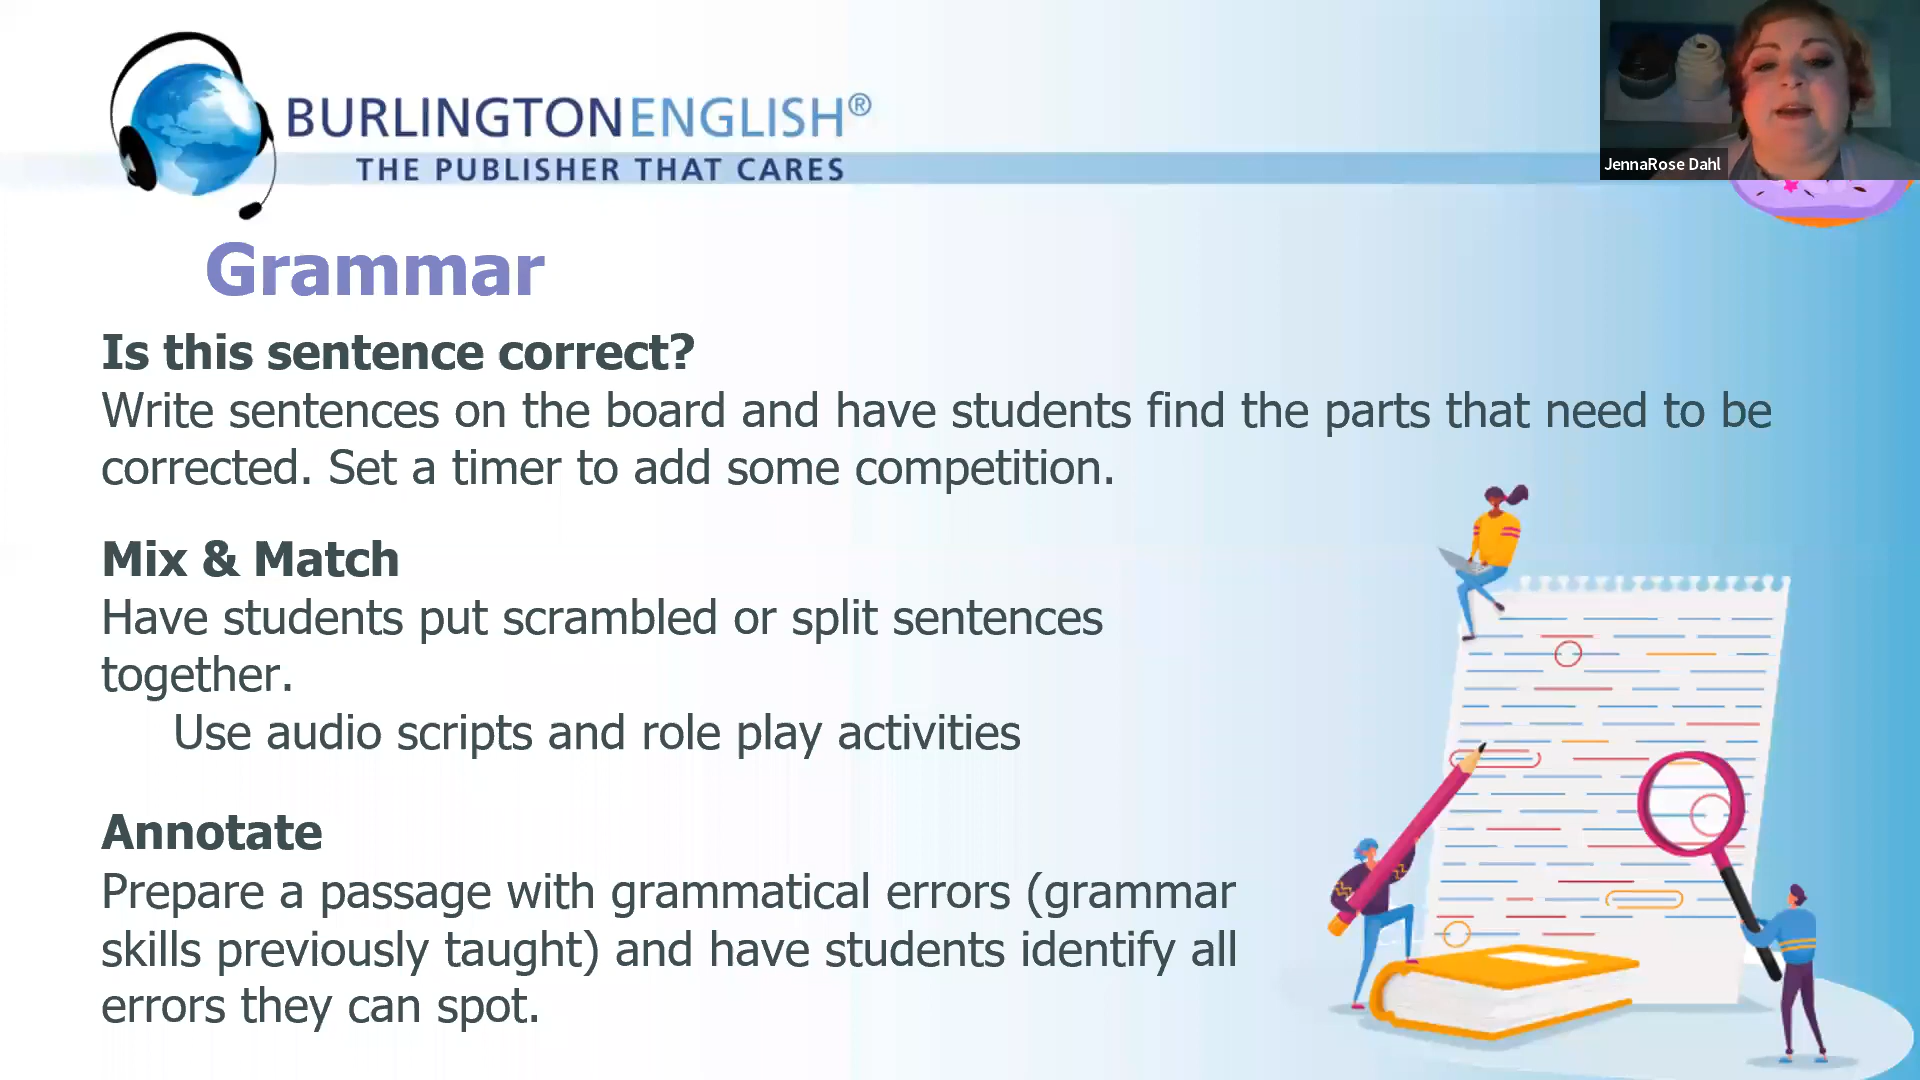 BURLINGTONENGLISH®
THE PUBLISHER THAT CARES
JennaRose Dahl
Grammar
Is this sentence correct?
Write sentences on the board and have students find the parts that need to be
corrected. Set a timer to add some competition.
Mix & Match
Have students put scrambled or split sentences
together.
Use audio scripts and role play activities
Annotate
Prepare a passage with grammatical errors (grammar
skills previously taught) and have students identify all
errors they can spot.